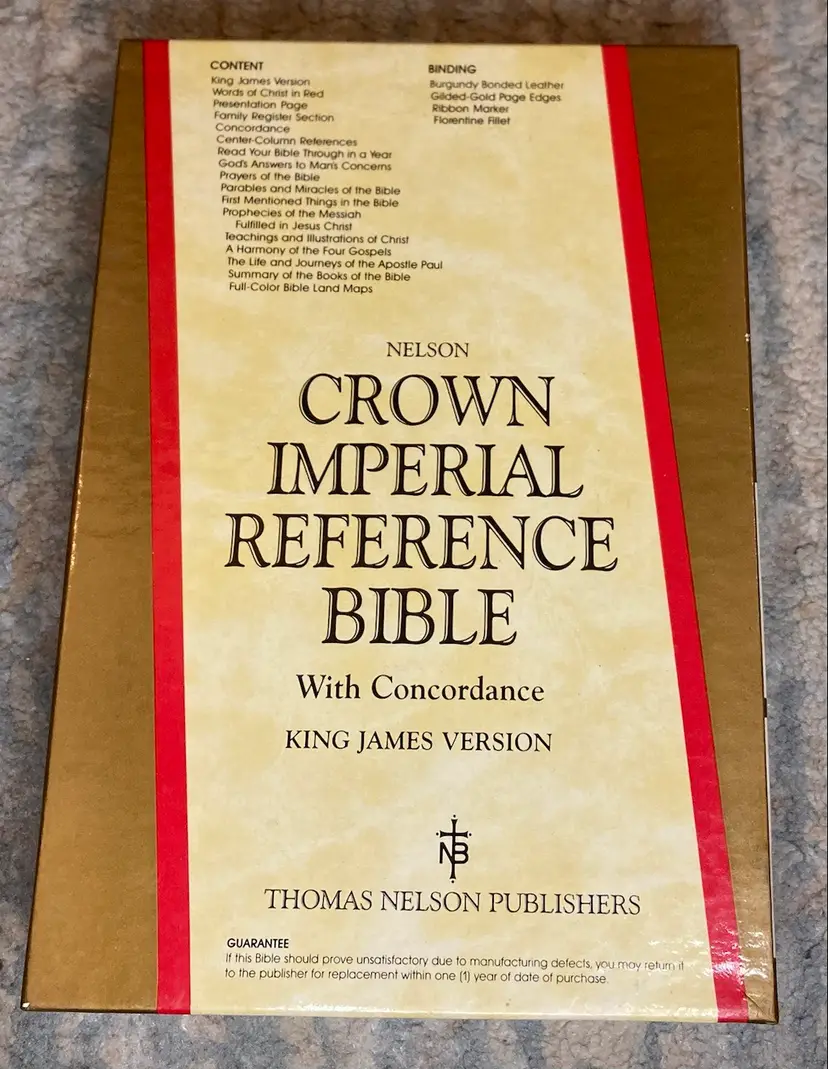 CONTENT
King James Version
Words of Christ in Red
Presentation Page
Family Register Section
Concordance
Center-Column References
Read Your Bible Through in a Year
God's Answers to Man's Concerns
Prayers of the Bible
Parables and Miracles of the Bible
First Mentioned Things in the Bible
Prophecies of the Messiah
Fulfilled in Jesus Christ
Teachings and Illustrations of Christ
A Harmony of the Four Gospels
The Life and Journeys of the Apostle Paul
Summary of the Books of the Bible
Full-Color Bible Land Maps
BINDING
Burgundy Bonded Leather
Gilded-Gold Page Edges
Ribbon Marker
Florentine Fillet
NELSON
CROWN
IMPERIAL
REFERENCE
BIBLE
With Concordance
KING JAMES VERSION
NB
THOMAS NELSON PUBLISHERS
GUARANTEE
If this Bible should prove unsatisfactory due to manufacturing defects, you may return it
to the publisher for replacement within one (1) year of date of purchase.